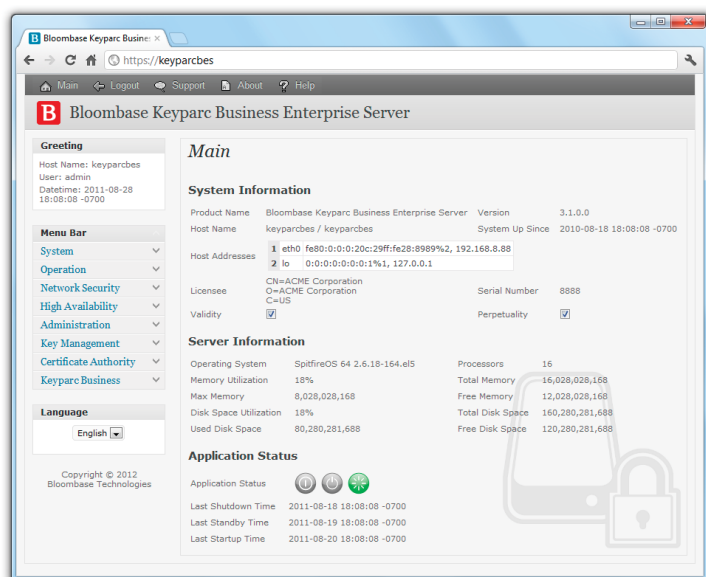 Bloombase Keyparc Busines
https://keyparcbes
Main Logout Support About Help
B Bloombase Keyparc Business Enterprise Server
Greeting
Host Name: keyparcbes
User: admin
Datetime: 2011-08-28
18:08:08 -0700
Menu Bar
System
Operation
Network Security
High Availability
Administration
Key Management
Certificate Authority
Keyparc Business
Language
English
Copyright © 2012
Bloombase Technologies
Main
System Information
Product Name Bloombase Keyparc Business Enterprise Server Version 3.1.0.0
Host Name keyparcbes / keyparcbes System Up Since 2010-08-18 18:08:08 -0700
Host Addresses
1 eth0 fe80:0:0:0:20c:29ff:fe28:8989%2, 192.168.8.88
2 lo 0:0:0:0:0:0:0:1%1, 127.0.0.1
Licensee
CN=ACME Corporation
O=ACME Corporation
C=US
Serial Number 8888
Validity Perpetuality
Server Information
Operating System SpitfireOS 64 2.6.18-164.el5 Processors 16
Memory Utilization 18% Total Memory 16,028,028,168
Max Memory 8,028,028,168 Free Memory 12,028,028,168
Disk Space Utilization 18% Total Disk Space 160,280,281,688
Used Disk Space 80,280,281,688 Free Disk Space 120,280,281,688
Application Status
Application Status
Last Shutdown Time 2011-08-18 18:08:08 -0700
Last Standby Time 2011-08-19 18:08:08 -0700
Last Startup Time 2011-08-20 18:08:08 -0700